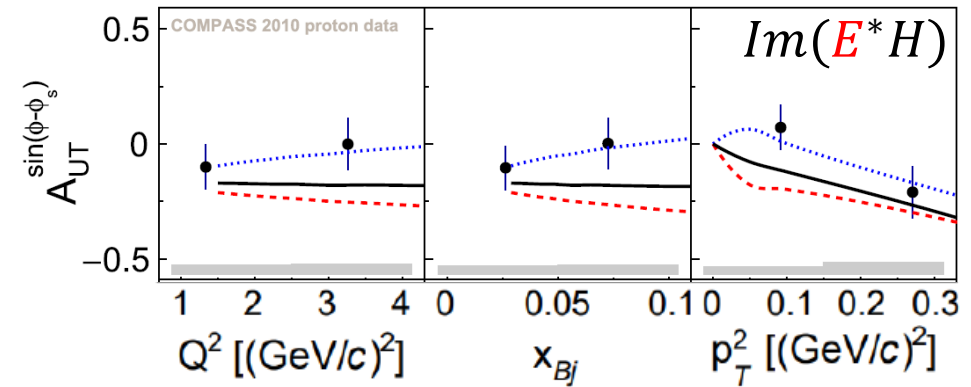 COMPASS 2010 proton data
Im(E*H)
A_UT^sin(ϕ-ϕ_s)
0.5
0
−0.5
1 2 3 4
0 0.05 0.1
0 0.1 0.2 0.3
Q² [(GeV/c)²]
x_Bj
p_T² [(GeV/c)²]